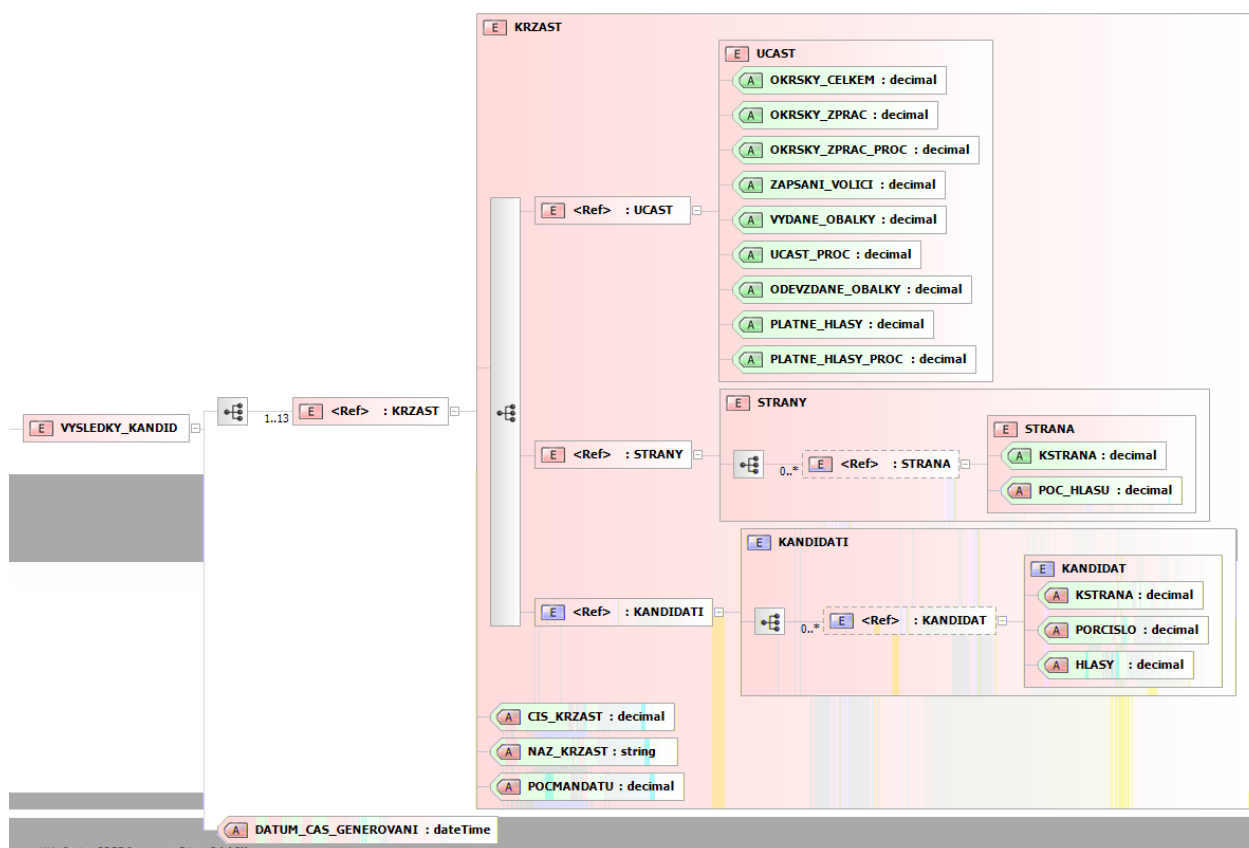 E KRZAST
E UCAST
A OKRSKY_CELKEM : decimal
A OKRSKY_ZPRAC : decimal
A OKRSKY_ZPRAC_PROC : decimal
A ZAPSANI_VOLICI : decimal
E <Ref> : UCAST
A VYDANE_OBALKY : decimal
A UCAST_PROC : decimal
A ODEVZDANE_OBALKY : decimal
A PLATNE_HLASY : decimal
A PLATNE_HLASY_PROC : decimal
E VYSLEDKY_KANDID
1..13
E <Ref> : KRZAST
E STRANY
E <Ref> : STRANY
0..*
E <Ref> : STRANA
E STRANA
A KSTRANA : decimal
A POC_HLASU : decimal
E KANDIDATI
E <Ref> : KANDIDATI
0..*
E <Ref> : KANDIDAT
E KANDIDAT
A KSTRANA : decimal
A PORCISLO : decimal
A HLASY : decimal
A CIS_KRZAST : decimal
A NAZ_KRZAST : string
A POCMANDATU : decimal
A DATUM_CAS_GENEROVANI : dateTime